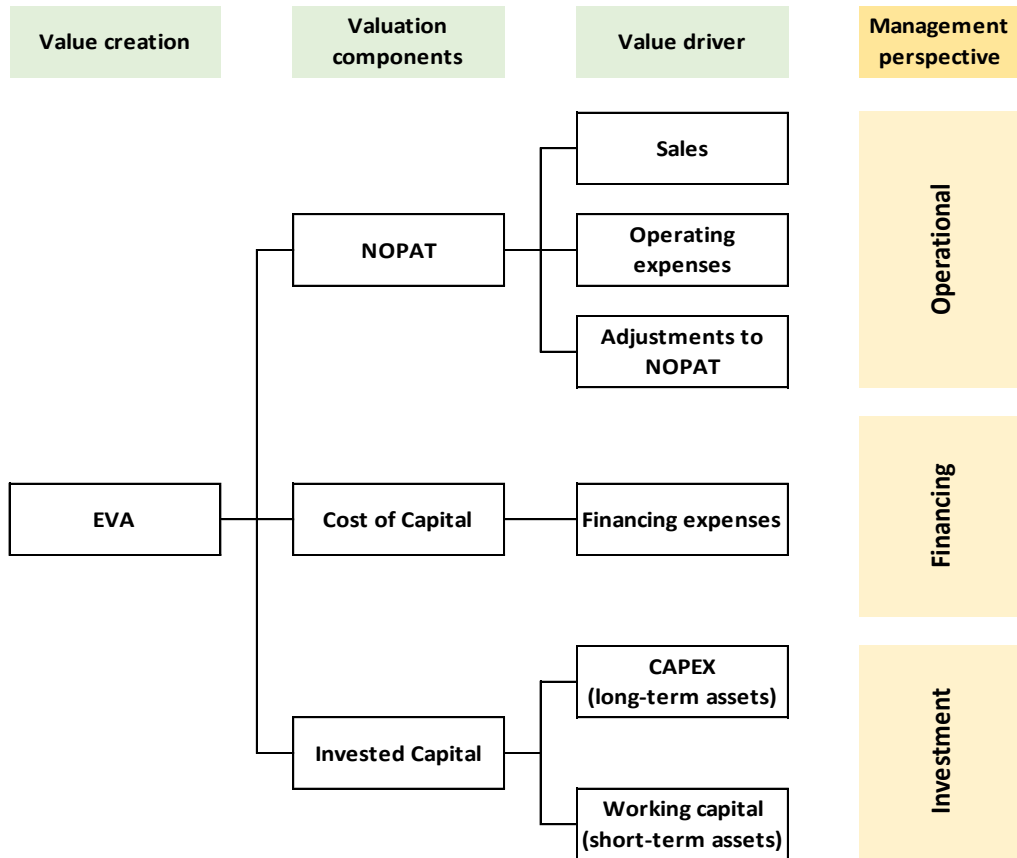 Value creation
Valuation
components
Value driver
Management
perspective
Sales
NOPAT
Operating
expenses
Adjustments to
NOPAT
Operational
EVA
Cost of Capital
Financing expenses
Financing
CAPEX
(long-term assets)
Invested Capital
Working capital
(short-term assets)
Investment